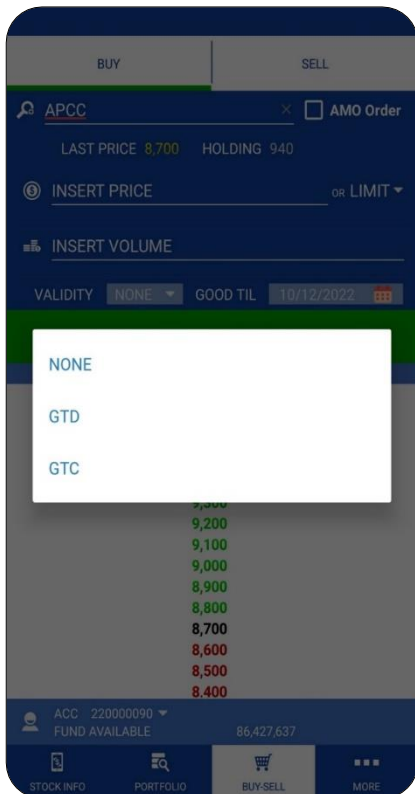 BUY SELL
APCC × AMO Order
LAST PRICE 8,700 HOLDING 940
INSERT PRICE OR LIMIT
INSERT VOLUME
VALIDITY NONE GOOD TIL 10/12/2022
NONE
GTD
GTC
9,300
9,200
9,100
9,000
8,900
8,800
8,700
8,600
8,500
8,400
ACC 220000090
FUND AVAILABLE 86,427,637
STOCK INFO PORTFOLIO BUY-SELL MORE